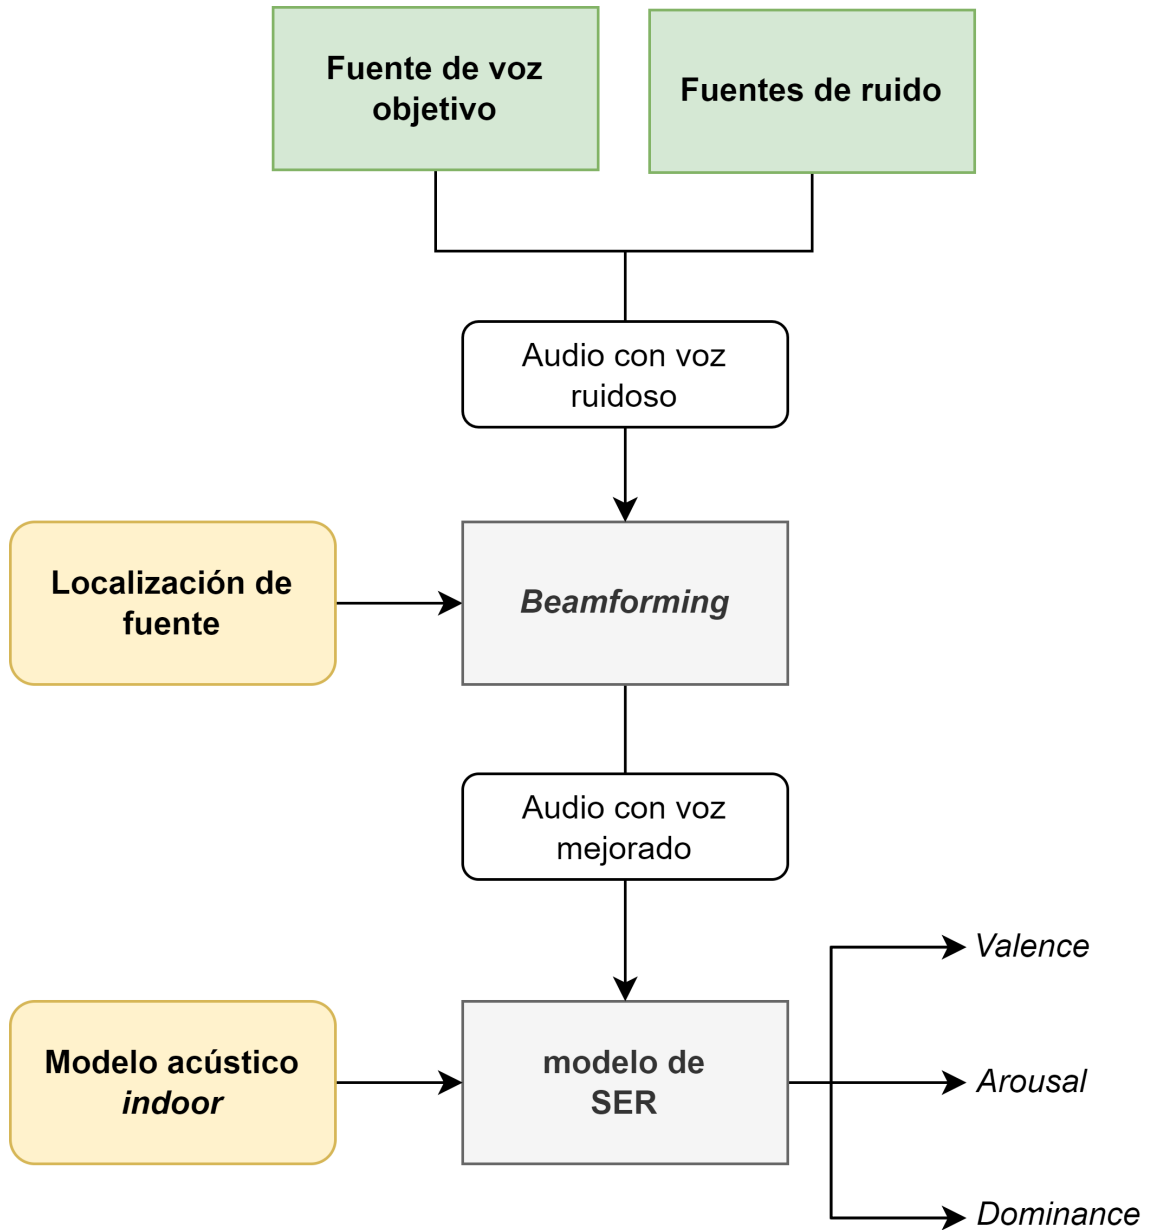 Fuente de voz
objetivo
Fuentes de ruido
Audio con voz
ruidoso
Localización de
fuente
Beamforming
Audio con voz
mejorado
Valence
Modelo acústico
indoor
modelo de
SER
Arousal
Dominance